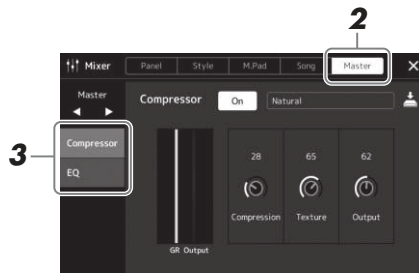 2
Mixer
Panel
Style
M.Pad
Song
Master
×
Master
Compressor
On
Natural
3
Compressor
EQ
28
65
62
Compression
Texture
Output
GR Output